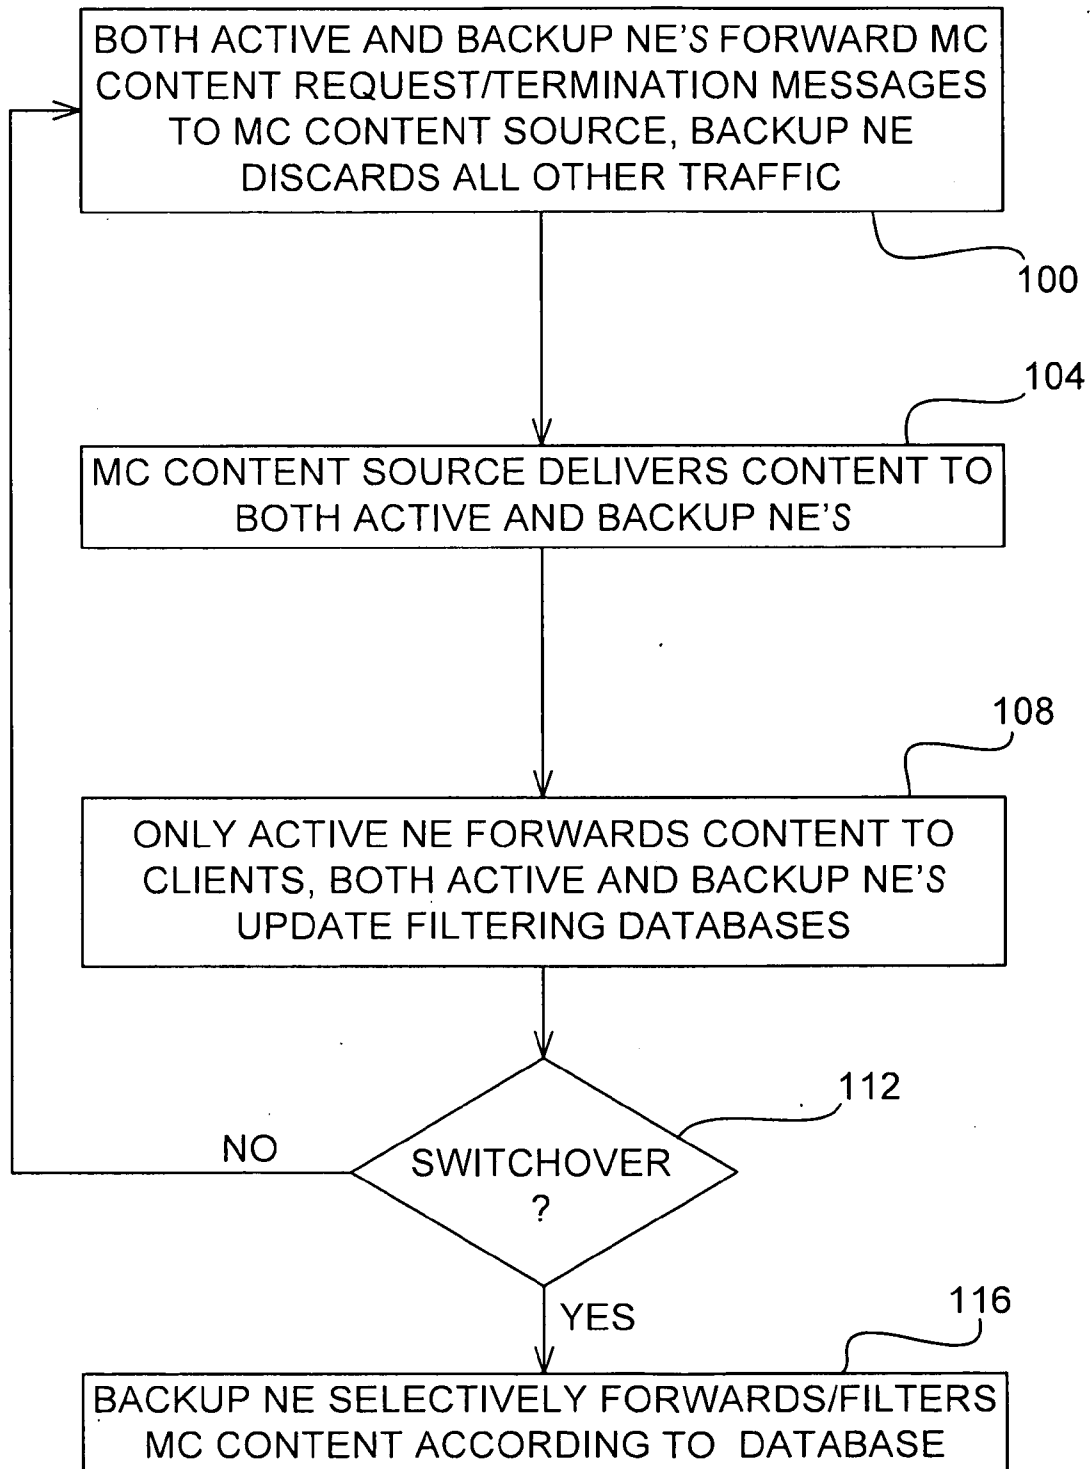 BOTH ACTIVE AND BACKUP NE'S FORWARD MC
CONTENT REQUEST/TERMINATION MESSAGES
TO MC CONTENT SOURCE, BACKUP NE
DISCARDS ALL OTHER TRAFFIC
100
104
MC CONTENT SOURCE DELIVERS CONTENT TO
BOTH ACTIVE AND BACKUP NE'S
108
ONLY ACTIVE NE FORWARDS CONTENT TO
CLIENTS, BOTH ACTIVE AND BACKUP NE'S
UPDATE FILTERING DATABASES
112
NO
SWITCHOVER
?
YES
116
BACKUP NE SELECTIVELY FORWARDS/FILTERS
MC CONTENT ACCORDING TO DATABASE